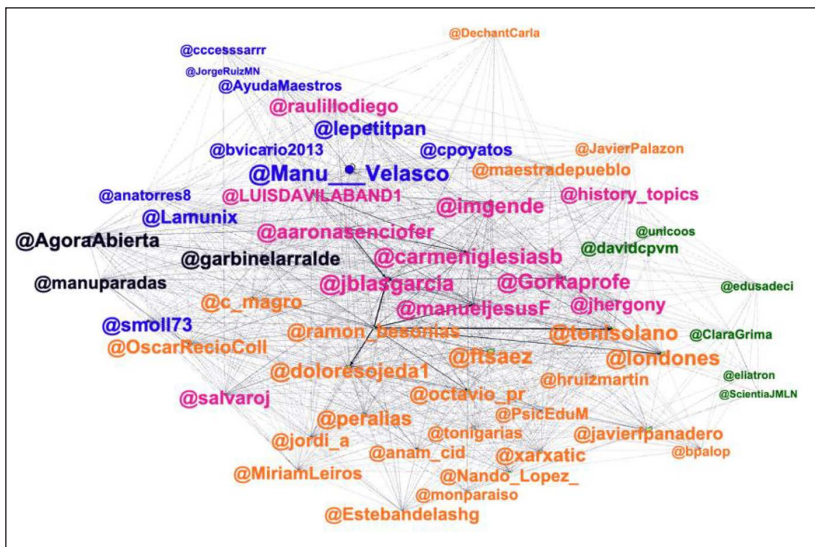 @DechantCarla
@cccesssarrr
@JorgeRuizMN
@AyudaMaestros
@raulillodiego
@lepetitpan
@bvicario2013
@cpoyatos
@JavierPalazon
@Manu___Velasco
@maestradepueblo
@anatorres8
@LUISDAVILABAND1
@history_topics
@Lamunix
@imgende
@AgoraAbierta
@aaronasenciofer
@unicoos
@davidcpvm
@garbinelarralde
@carmeniglesiasb
@manuparadas
@jblasgarcia
@Gorkaprofe
@edusadeci
@c_magro
@manueljesusF
@jhergony
@smoll73
@ramon_besonias
@tonisolano
@ClaraGrima
@OscarRecioColl
@ftsaez
@londones
@doloresojeda1
@hruizmartin
@eliatron
@salvaroj
@octavio_pr
@ScientiaJMLN
@peralias
@PsicEduM
@jordi_a
@tonigarias
@javierfpanadero
@anam_cid
@xarxatic
@bpalop
@MiriamLeiros
@Nando_Lopez_
@monparaiso
@Estebandelashg